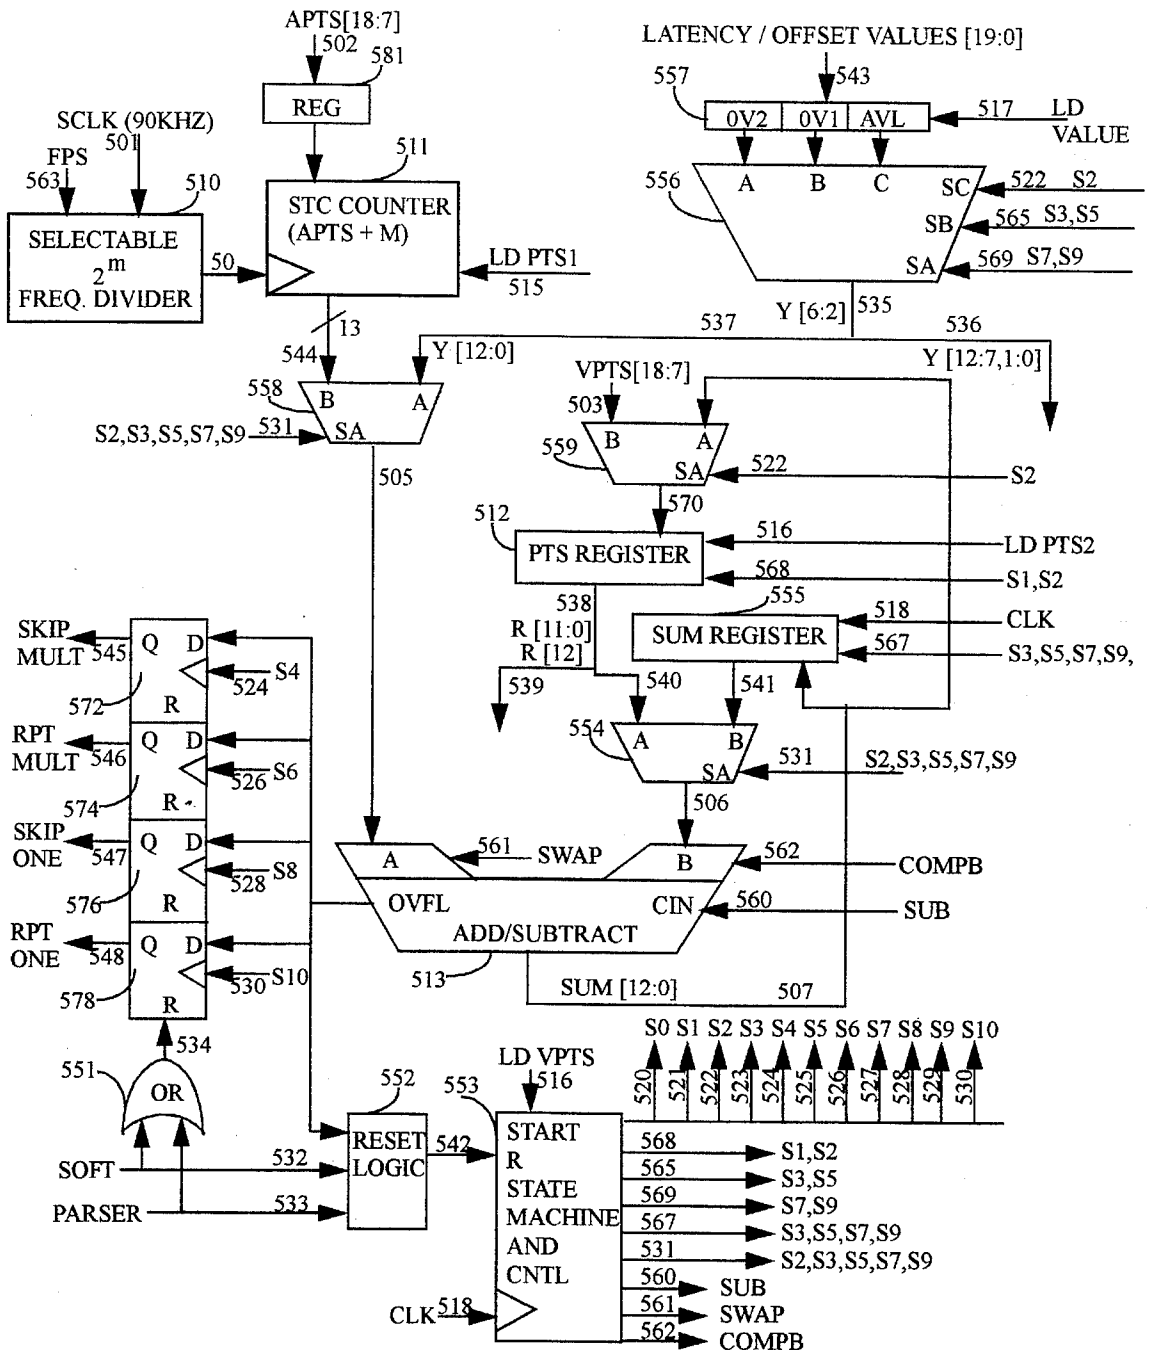 APTS[18:7]
502
581
REG
LATENCY / OFFSET VALUES [19:0]
543
557
0V2 0V1 AVL
517 LD
VALUE
SCLK (90KHZ)
501
FPS
563
510
SELECTABLE
2 m
FREQ. DIVIDER
50
511
STC COUNTER
(APTS + M)
LD PTS1
515
13
544
556
A B C
SC 522 S2
SB 565 S3,S5
SA 569 S7,S9
Y [6:2] 535
537
536
Y [12:0]
Y [12:7,1:0]
558
B A
SA
S2,S3,S5,S7,S9 531
505
VPTS[18:7]
503
B A
559
SA 522
S2
570
512
PTS REGISTER
516
LD PTS2
568
S1,S2
538
555
R [11:0]
R [12]
SUM REGISTER
518 CLK
567
S3,S5,S7,S9,
539
540
541
554
A B
SA 531 S2,S3,S5,S7,S9
506
SKIP
MULT
545
Q D
524 S4
572
R
RPT
MULT
546
Q D
526 S6
574
R
SKIP
ONE
547
Q D
528 S8
576
R
RPT
ONE
548
Q D
530 S10
578
R
A 561 SWAP B 562 COMPB
OVFL CIN 560 SUB
ADD/SUBTRACT
513
SUM [12:0] 507
534
551
OR
SOFT 532
PARSER 533
552
RESET
LOGIC
542
553
LD VPTS
516
START
R
STATE
MACHINE
AND
CNTL
CLK 518
S0 S1 S2 S3 S4 S5 S6 S7 S8 S9 S10
520 521 522 523 524 525 526 527 528 529 530
568 S1,S2
565 S3,S5
569 S7,S9
567 S3,S5,S7,S9
531 S2,S3,S5,S7,S9
560 SUB
561 SWAP
562 COMPB